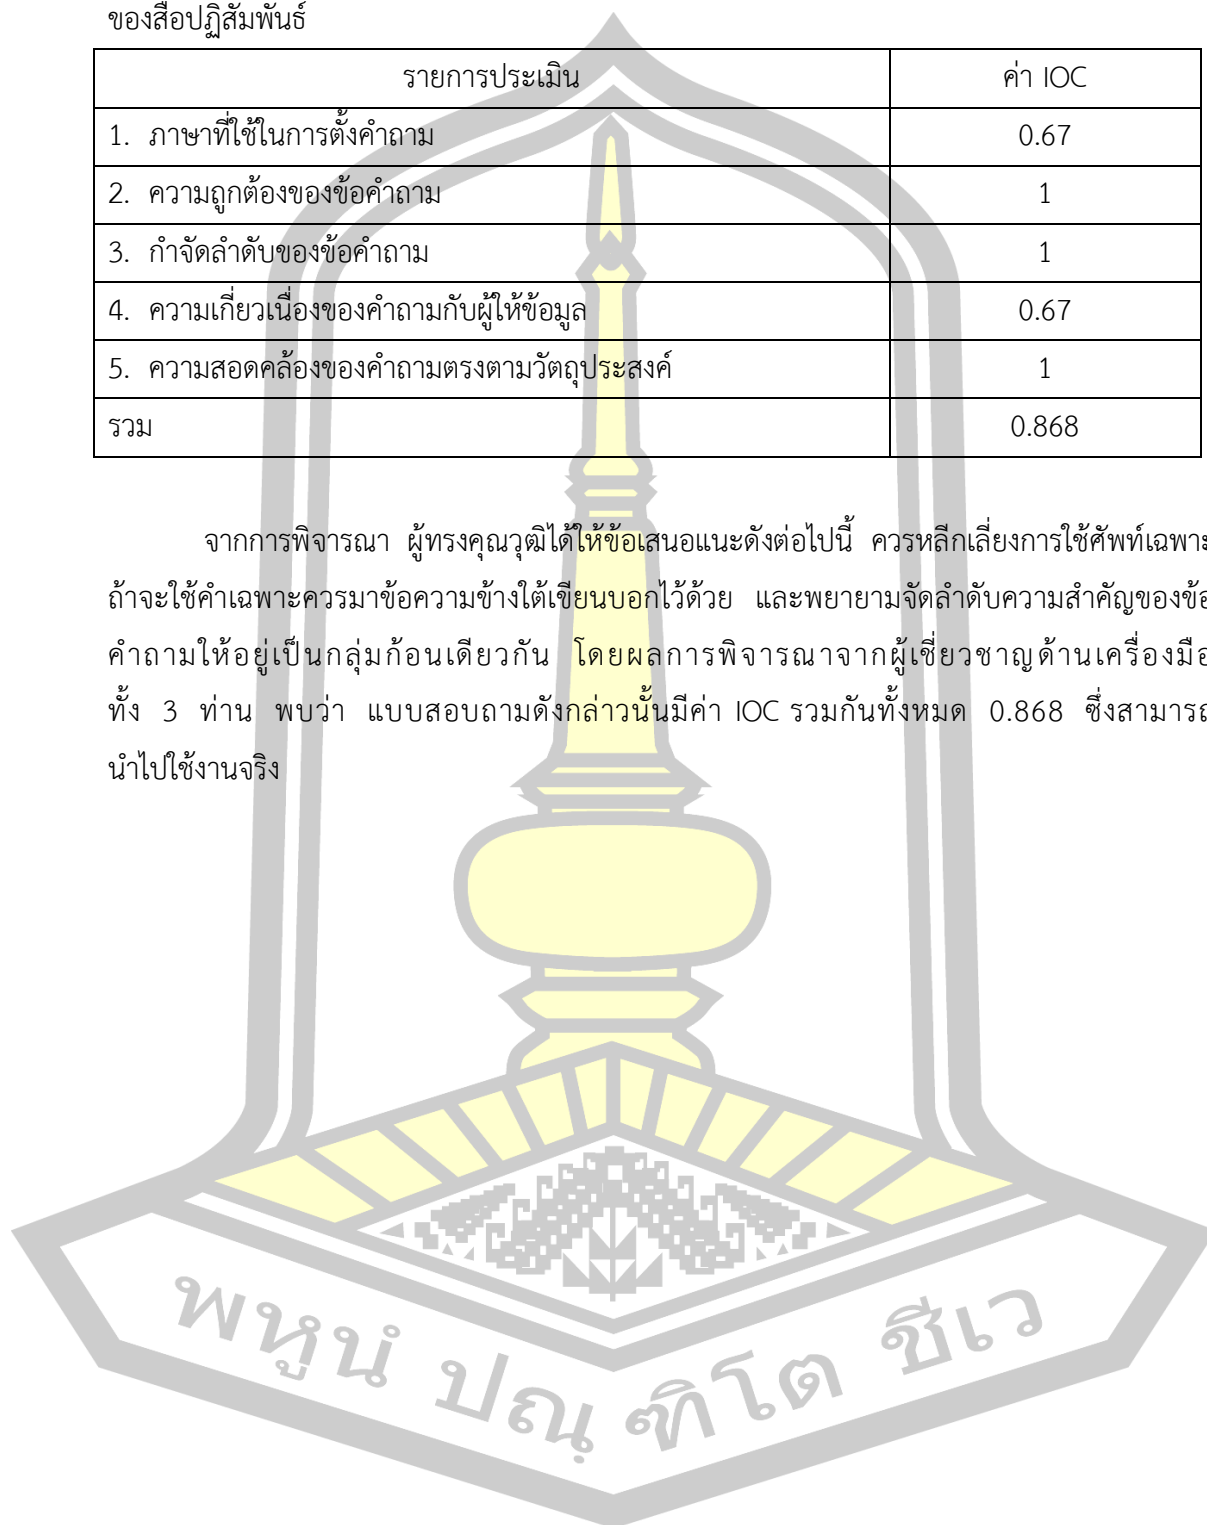 ของสื่อปฏิสัมพันธ์
รายการประเมิน ค่า IOC
1. ภาษาที่ใช้ในการตั้งคำถาม 0.67
2. ความถูกต้องของข้อคำถาม 1
3. กำจัดลำดับของข้อคำถาม 1
4. ความเกี่ยวเนื่องของคำถามกับผู้ให้ข้อมูล 0.67
5. ความสอดคล้องของคำถามตรงตามวัตถุประสงค์ 1
รวม 0.868
จากการพิจารณา ผู้ทรงคุณวุฒิได้ให้ข้อเสนอแนะดังต่อไปนี้ ควรหลีกเลี่ยงการใช้ศัพท์เฉพาะ
ถ้าจะใช้คำเฉพาะควรมาข้อความข้างใต้เขียนบอกไว้ด้วย และพยายามจัดลำดับความสำคัญของข้อ
คำถามให้อยู่เป็นกลุ่มก้อนเดียวกัน โดยผลการพิจารณาจากผู้เชี่ยวชาญด้านเครื่องมือ
ทั้ง 3 ท่าน พบว่า แบบสอบถามดังกล่าวนั้นมีค่า IOC รวมกันทั้งหมด 0.868 ซึ่งสามารถ
นำไปใช้งานจริง
พหูนํ ปณฺ ฑิโต ชีเว